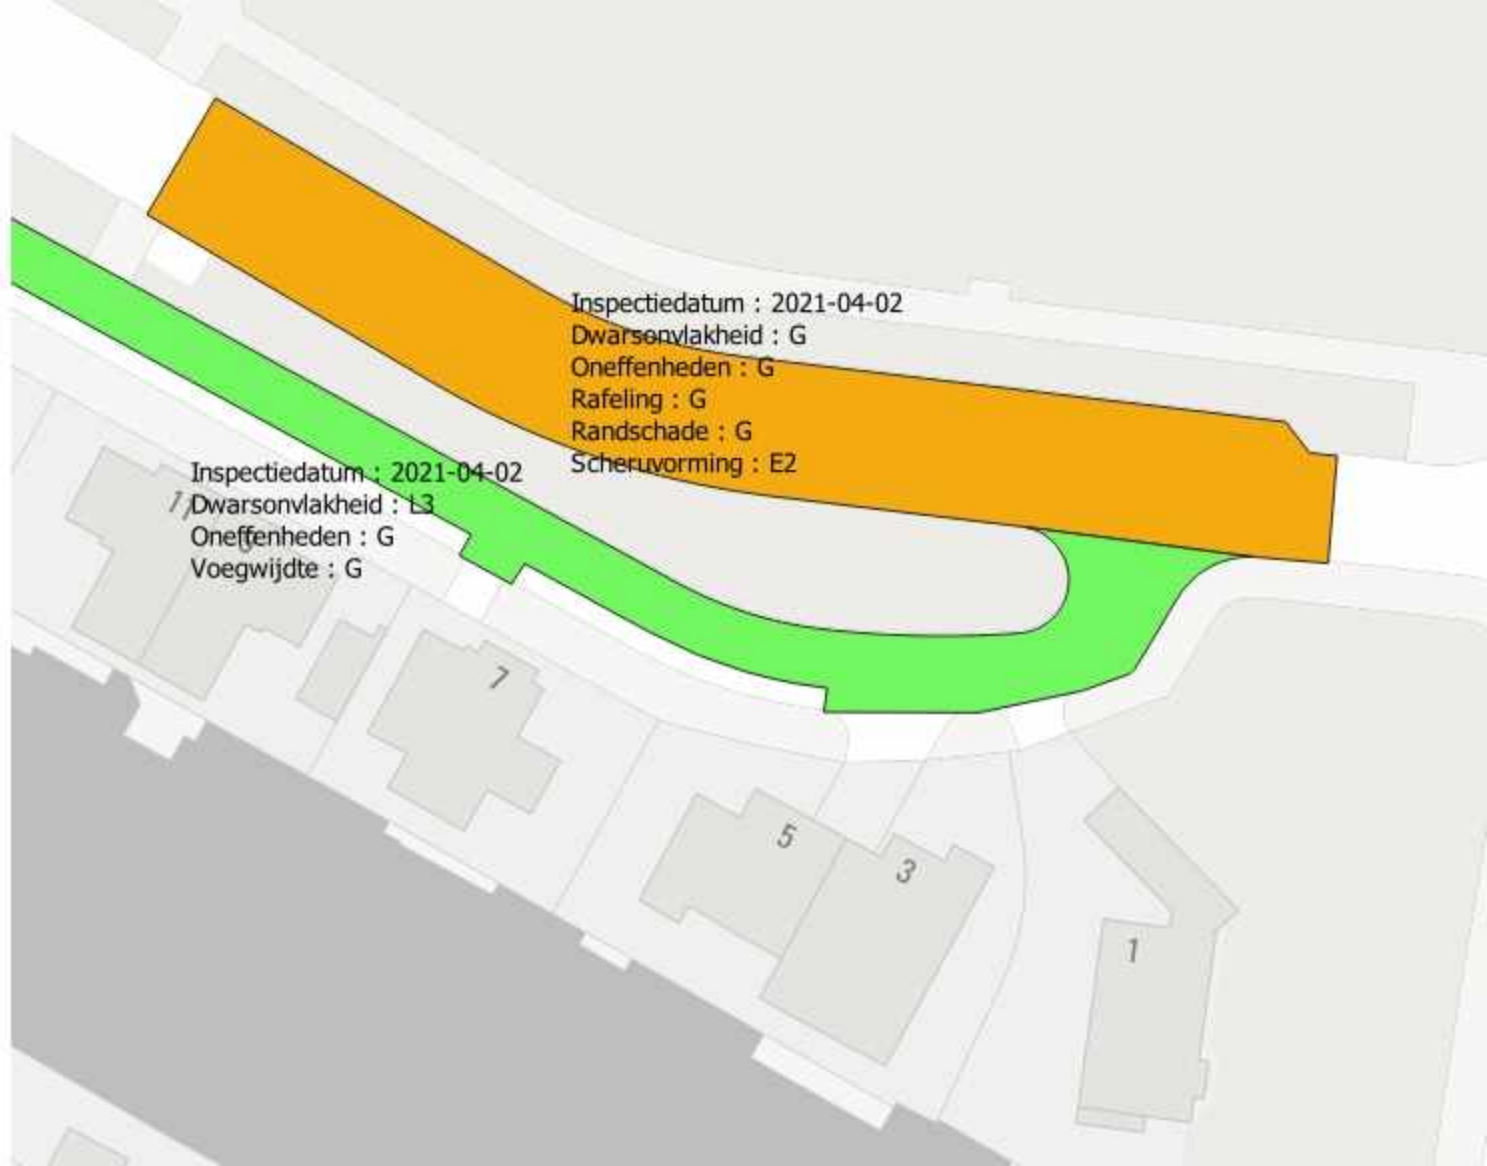 Inspectiedatum : 2021-04-02
Dwarsonvlakheid : G
Oneffenheden : G
Rafeling : G
Randschade : G
Scheruvorming : E2
Inspectiedatum : 2021-04-02
Dwarsonvlakheid : L3
Oneffenheden : G
Voegwijdte : G
7
5
3
1